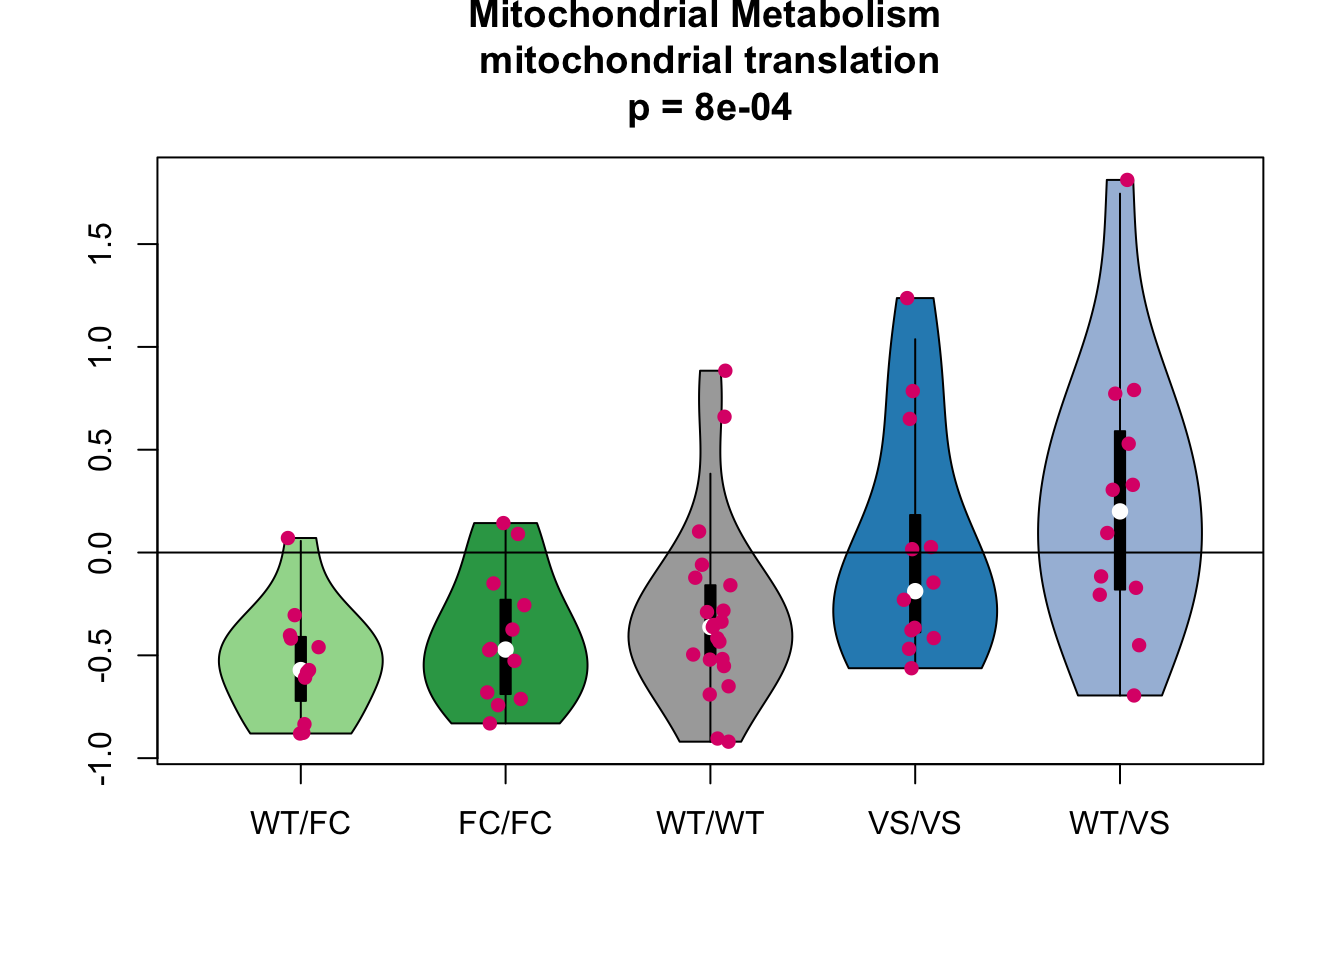 Mitochondrial Metabolism
mitochondrial translation
p = 8e-04
1.5
1.0
0.5
0.0
-0.5
-1.0
WT/FC FC/FC WT/WT VS/VS WT/VS